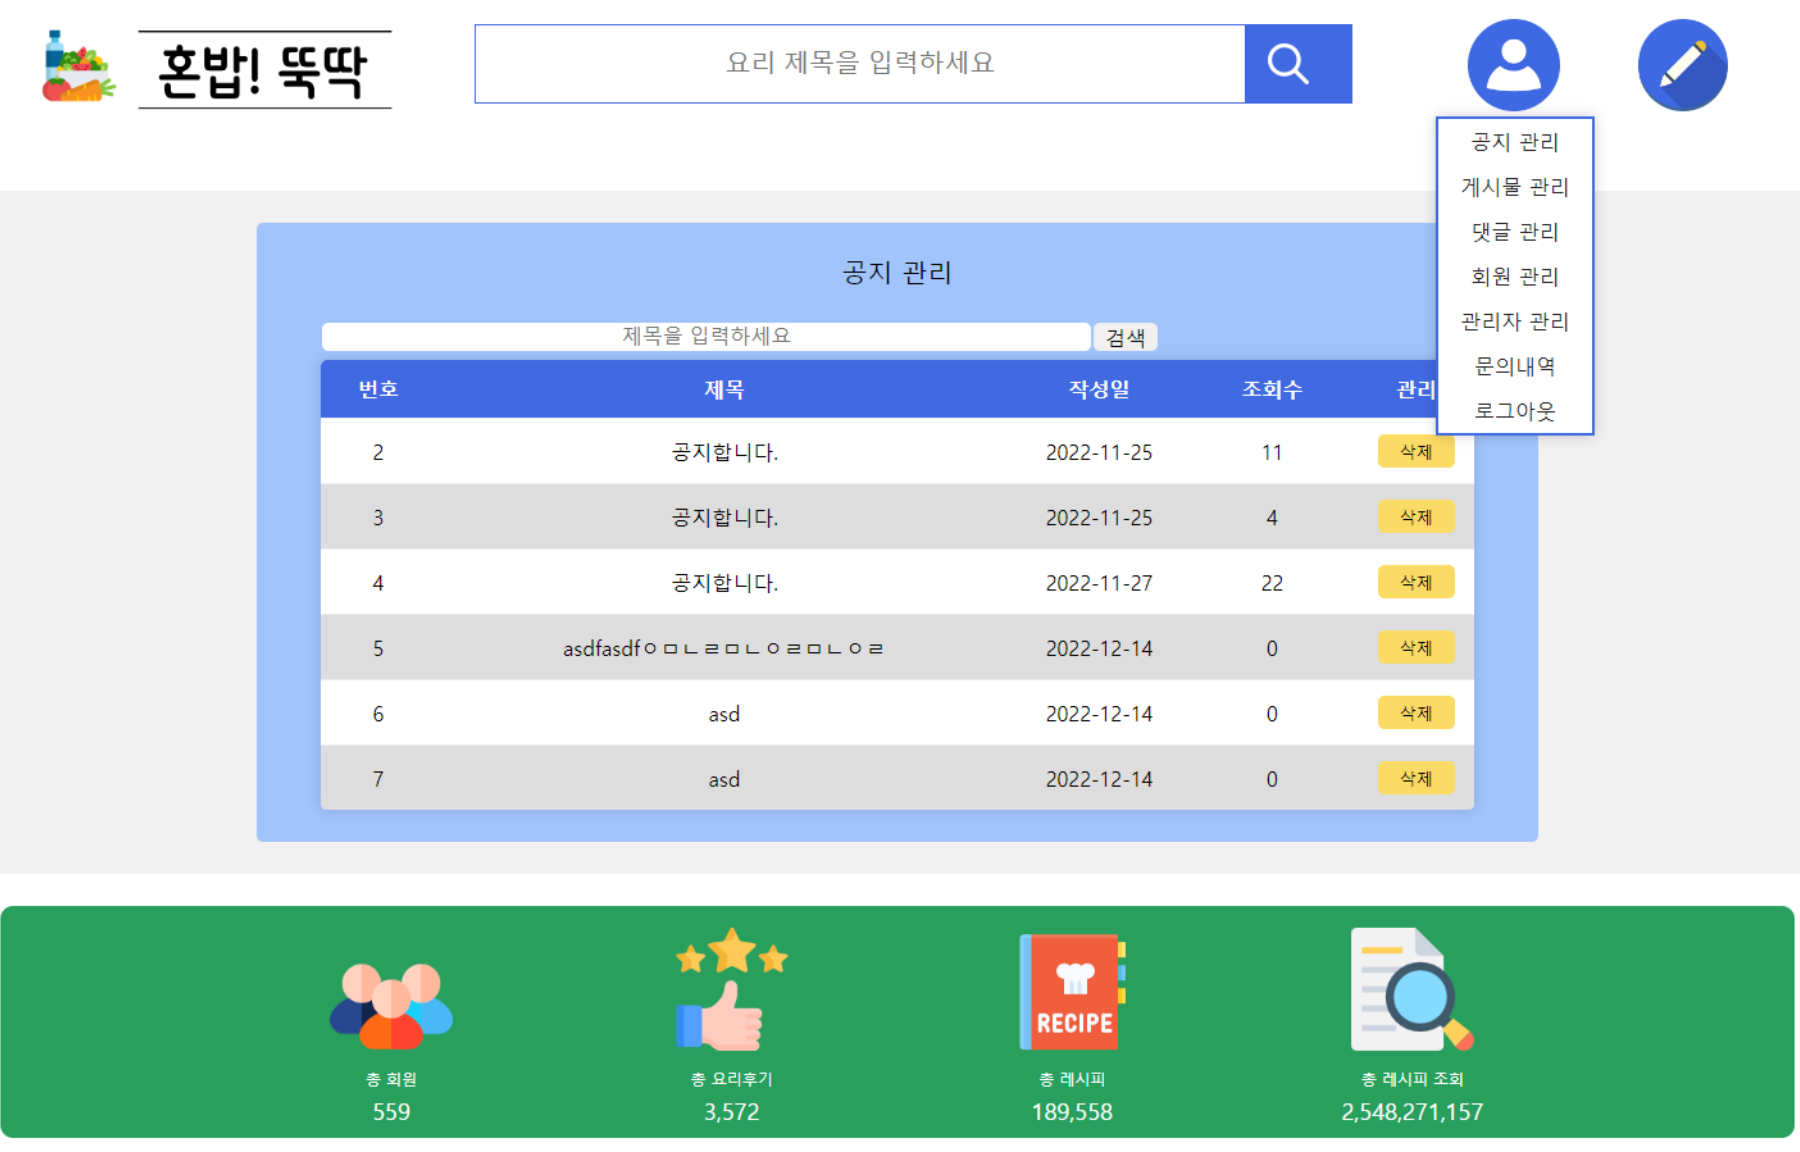 혼밥! 뚝딱
요리 제목을 입력하세요
공지 관리
게시물 관리
댓글 관리
회원 관리
관리자 관리
문의내역
로그아웃
공지 관리
제목을 입력하세요 검색
번호 제목 작성일 조회수 관리
2 공지합니다. 2022-11-25 11 삭제
3 공지합니다. 2022-11-25 4 삭제
4 공지합니다. 2022-11-27 22 삭제
5 asdfasdfㅇㅁㄴㄹㅁㄴㅇㄹㅁㄴㅇㄹ 2022-12-14 0 삭제
6 asd 2022-12-14 0 삭제
7 asd 2022-12-14 0 삭제
RECIPE
총 회원 총 요리후기 총 레시피 총 레시피 조회
559 3,572 189,558 2,548,271,157